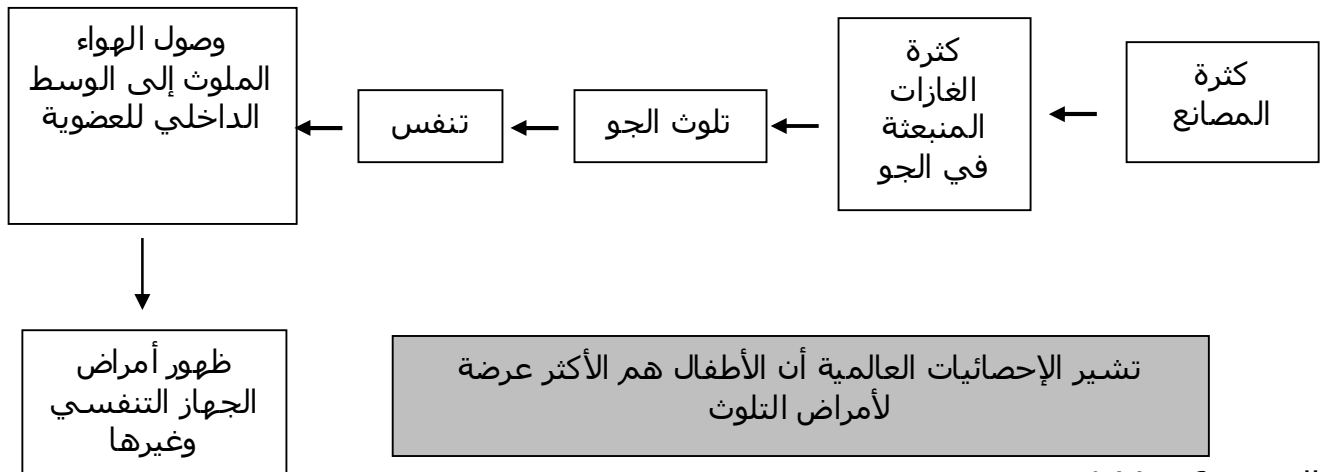 كثرة
المصانع
كثرة
الغازات
المنبعثة
في الجو
تلوث الجو
تنفس
وصول الهواء
الملوث إلى الوسط
الداخلي للعضوية
ظهور أمراض
الجهاز التنفسي
وغيرها
تشير الإحصائيات العالمية أن الأطفال هم الأكثر عرضة
لأمراض التلوث